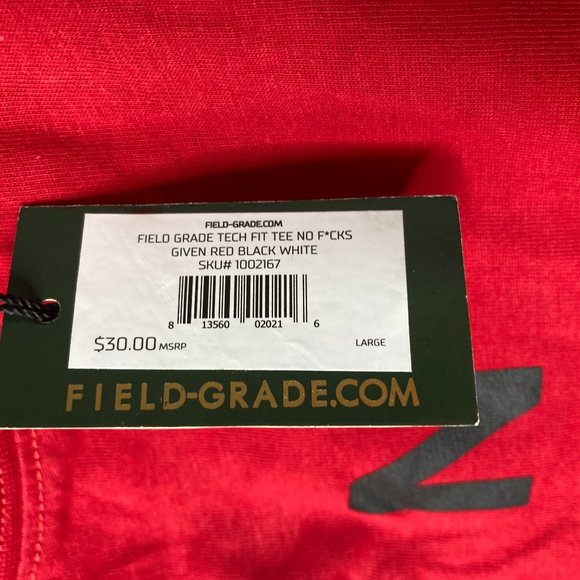 FIELD-GRADE.COM
FIELD GRADE TECH FIT TEE NO F*CKS
GIVEN RED BLACK WHITE
SKU# 1002167
8 13560 02021 6
$30.00 MSRP LARGE
FIELD-GRADE.COM
N